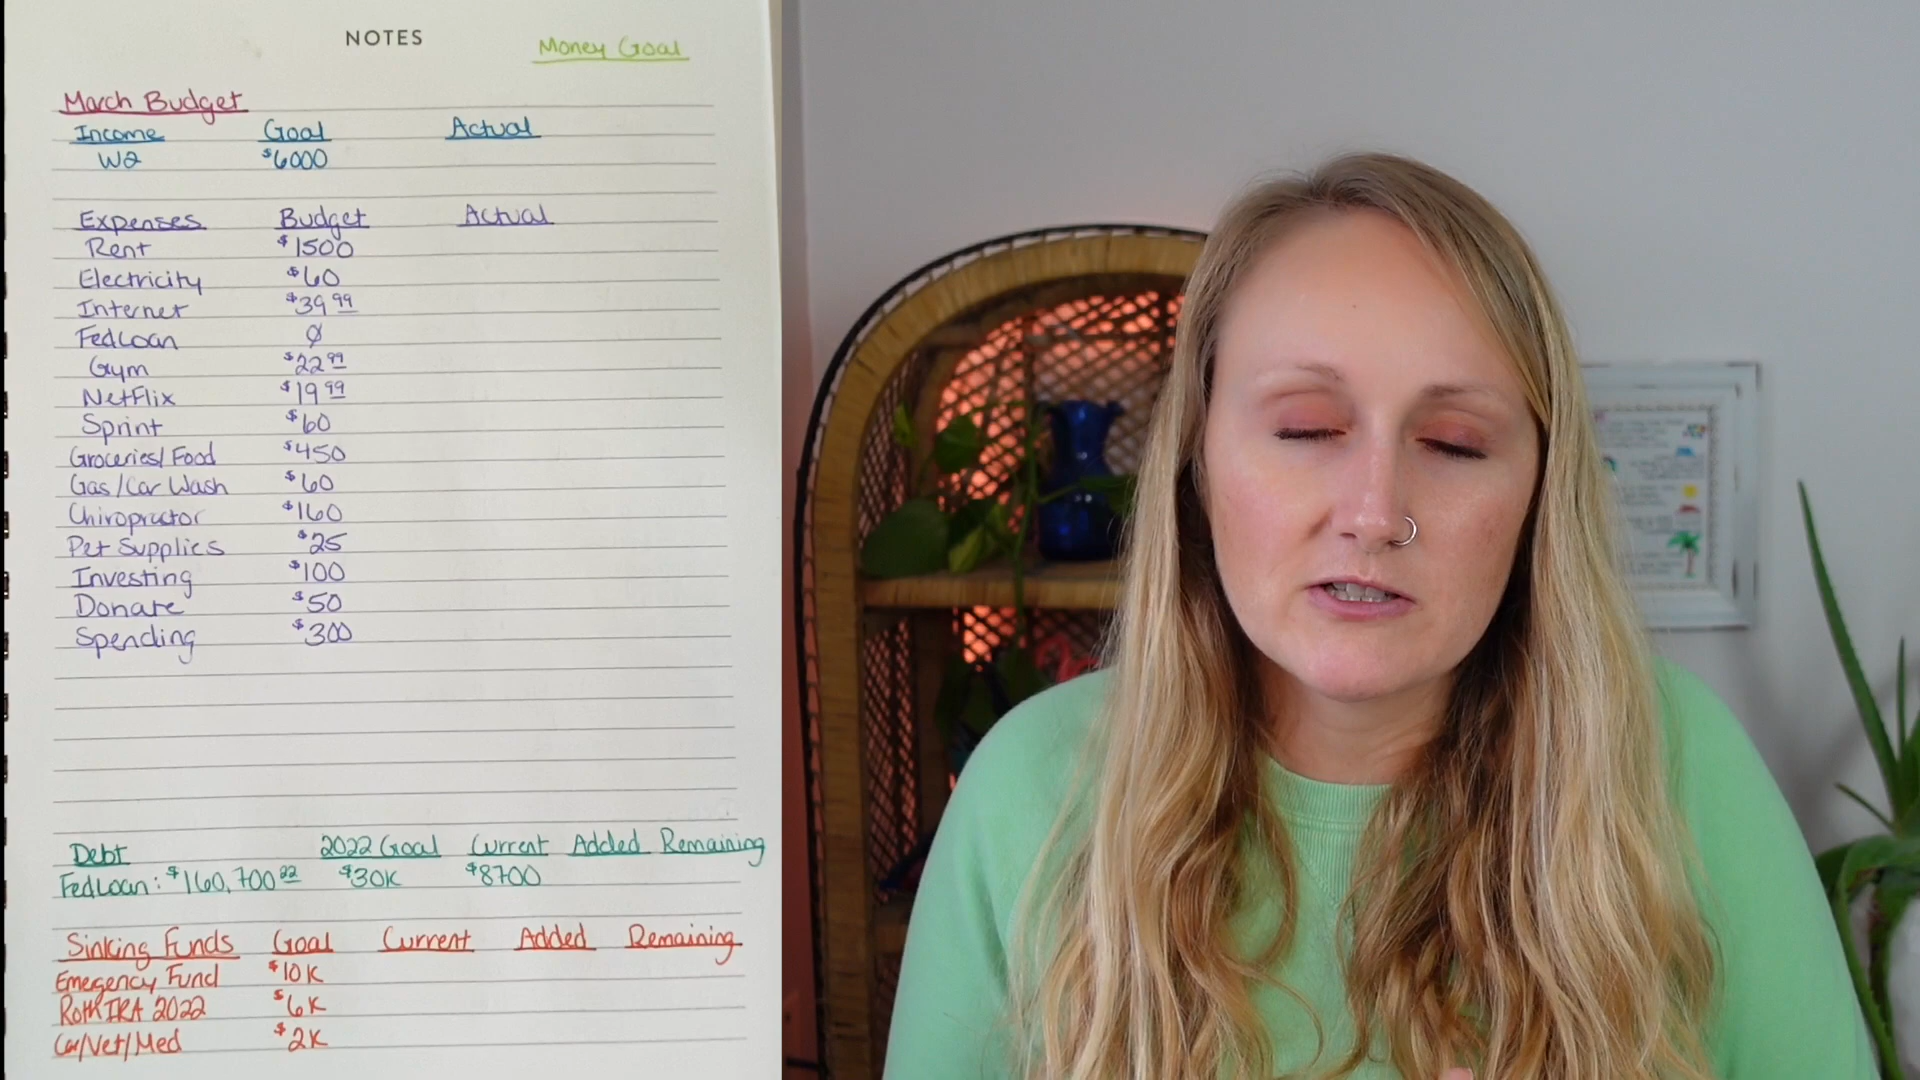 NOTES
Money Goal
March Budget
Income Goal Actual
W2 $6000
Expenses Budget Actual
Rent $1500
Electricity $60
Internet $39.99
FedLoan Ø
Gym $22.99
NetFlix $19.99
Sprint $60
Groceries/Food $450
Gas/Car Wash $60
Chiropractor $160
Pet Supplies $25
Investing $100
Donate $50
Spending $300
Debt 2022 Goal Current Added Remaining
FedLoan: $160,700.22 $30K $8700
Sinking Funds Goal Current Added Remaining
Emegency Fund $10K
Roth IRA 2022 $6K
Car/Vet/Med $2K